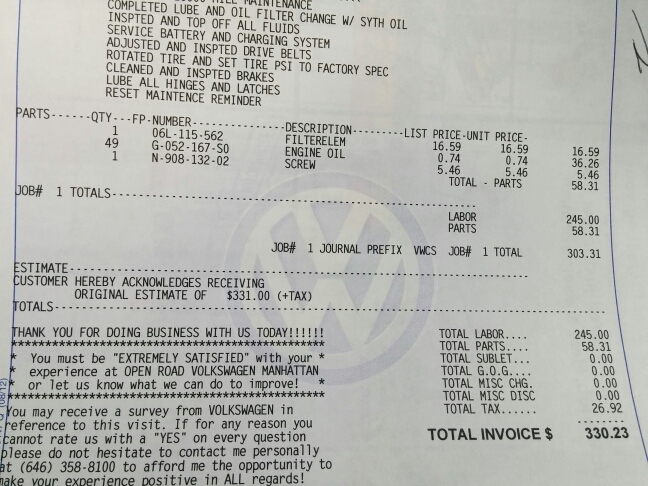 MAINTENANCE
COMPLETED LUBE AND OIL FILTER CHANGE W/ SYTH OIL
INSPTED AND TOP OFF ALL FLUIDS
SERVICE BATTERY AND CHARGING SYSTEM
ADJUSTED AND INSPTED DRIVE BELTS
ROTATED TIRE AND SET TIRE PSI TO FACTORY SPEC
CLEANED AND INSPTED BRAKES
LUBE ALL HINGES AND LATCHES
RESET MAINTENCE REMINDER
PARTS------QTY---FP-NUMBER---------------DESCRIPTION---------LIST PRICE-UNIT PRICE-
1 06L-115-562 FILTERELEM 16.59 16.59 16.59
49 G-052-167-S0 ENGINE OIL 0.74 0.74 36.26
1 N-908-132-02 SCREW 5.46 5.46 5.46
TOTAL - PARTS 58.31
JOB# 1 TOTALS------------------------------------------------
LABOR 245.00
PARTS 58.31
JOB# 1 JOURNAL PREFIX VWCS JOB# 1 TOTAL 303.31
ESTIMATE------------------------------------------------------------
CUSTOMER HEREBY ACKNOWLEDGES RECEIVING
ORIGINAL ESTIMATE OF $331.00 (+TAX)
TOTALS------------------------------------------------------------------------
THANK YOU FOR DOING BUSINESS WITH US TODAY!!!!!!
TOTAL LABOR.... 245.00
************************************************
TOTAL PARTS.... 58.31
* You must be "EXTREMELY SATISFIED" with your *
TOTAL SUBLET... 0.00
* experience at OPEN ROAD VOLKSWAGEN MANHATTAN
TOTAL G.O.G.... 0.00
* or let us know what we can do to improve! *
TOTAL MISC CHG. 0.00
************************************************
TOTAL MISC DISC 0.00
You may receive a survey from VOLKSWAGEN in
TOTAL TAX...... 26.92
reference to this visit. If for any reason you
cannot rate us with a "YES" on every question
TOTAL INVOICE $ 330.23
please do not hesitate to contact me personally
at (646) 358-8100 to afford me the opportunity to
make your experience positive in ALL regards!